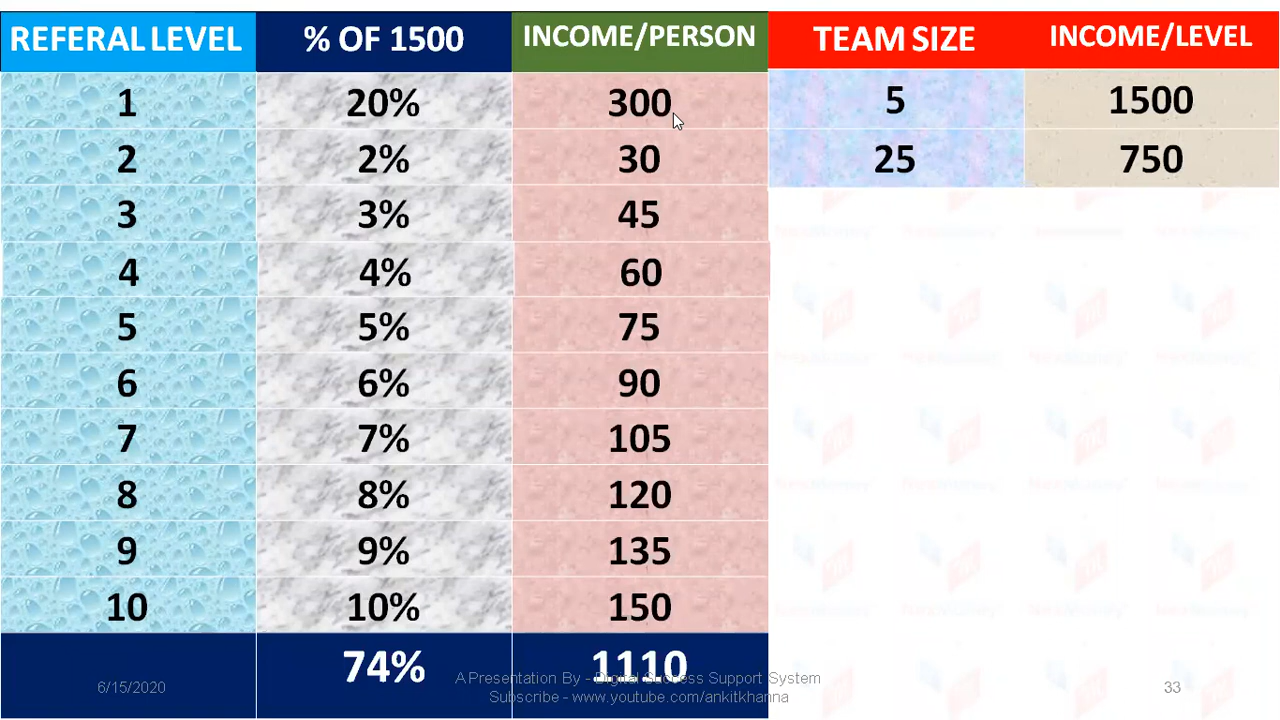 REFERAL LEVEL % OF 1500 INCOME/PERSON TEAM SIZE INCOME/LEVEL
1 20% 300 5 1500
2 2% 30 25 750
3 3% 45
4 4% 60
5 5% 75
6 6% 90
7 7% 105
8 8% 120
9 9% 135
10 10% 150
74% 1110
A Presentation By - Digital Success Support System
6/15/2020 Subscribe - www.youtube.com/ankitkhanna 33